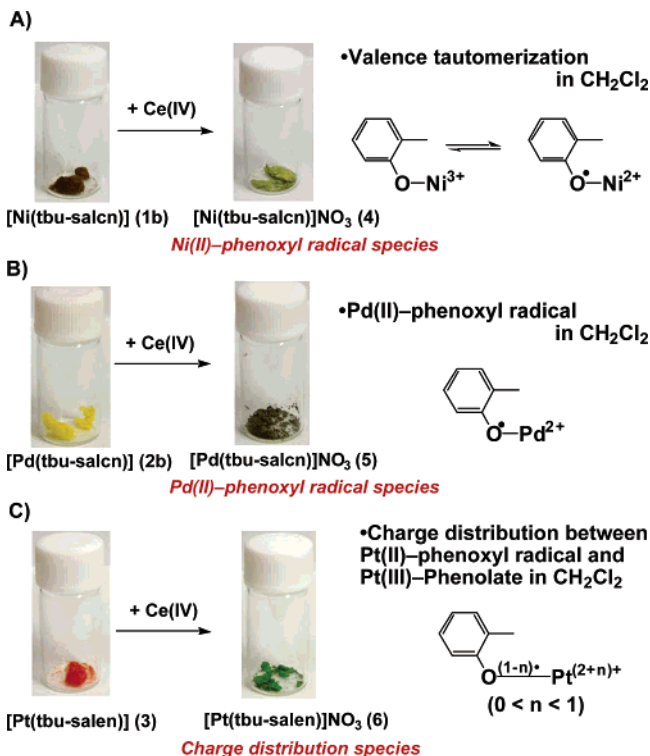 A)
•Valence tautomerization
in CH₂Cl₂
+ Ce(IV)
O—Ni³⁺
O•—Ni²⁺
[Ni(tbu-salcn)] (1b)
[Ni(tbu-salcn)]NO₃ (4)
Ni(II)–phenoxyl radical species
B)
•Pd(II)–phenoxyl radical
in CH₂Cl₂
+ Ce(IV)
O•—Pd²⁺
[Pd(tbu-salcn)] (2b)
[Pd(tbu-salcn)]NO₃ (5)
Pd(II)–phenoxyl radical species
C)
•Charge distribution between
Pt(II)–phenoxyl radical and
Pt(III)–Phenolate in CH₂Cl₂
+ Ce(IV)
O⁽¹⁻ⁿ⁾•—Pt⁽²⁺ⁿ⁾⁺
(0 < n < 1)
[Pt(tbu-salen)] (3)
[Pt(tbu-salen)]NO₃ (6)
Charge distribution species